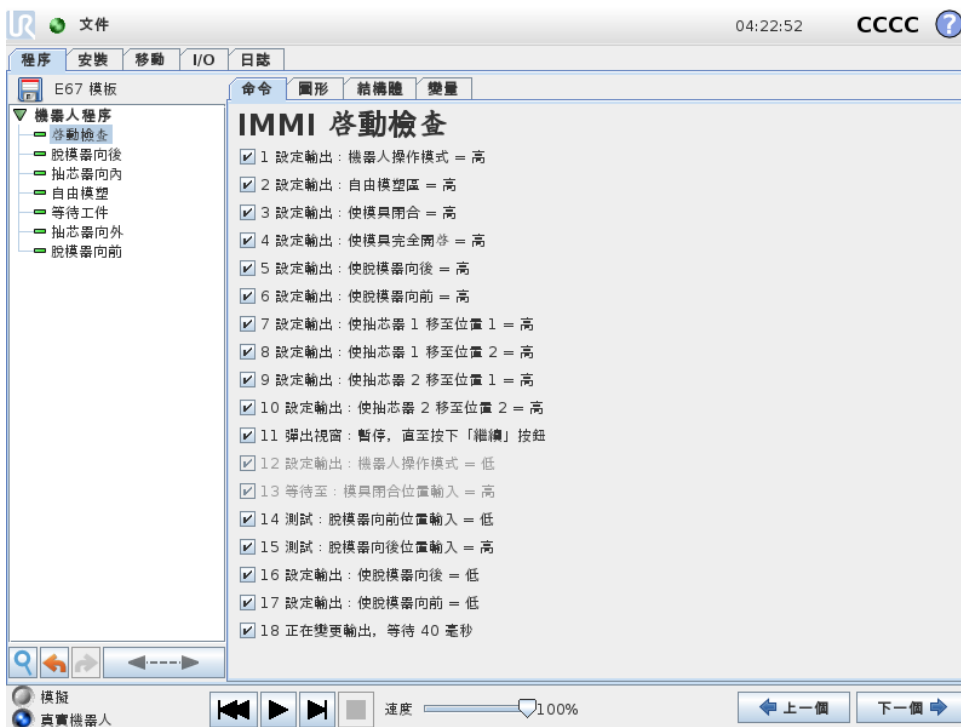 UR 文件 04:22:52 CCCC ?
程序 安裝 移動 I/O 日誌
E67 模板
命令 圖形 結構體 變量
機器人程序
啓動檢查
脫模器向後
抽芯器向內
自由模塑
等待工件
抽芯器向外
脫模器向前
IMMI 啓動檢查
1 設定輸出：機器人操作模式 = 高
2 設定輸出：自由模塑區 = 高
3 設定輸出：使模具閉合 = 高
4 設定輸出：使模具完全開啓 = 高
5 設定輸出：使脫模器向後 = 高
6 設定輸出：使脫模器向前 = 高
7 設定輸出：使抽芯器 1 移至位置 1 = 高
8 設定輸出：使抽芯器 1 移至位置 2 = 高
9 設定輸出：使抽芯器 2 移至位置 1 = 高
10 設定輸出：使抽芯器 2 移至位置 2 = 高
11 彈出視窗：暫停，直至按下「繼續」按鈕
12 設定輸出：機器人操作模式 = 低
13 等待至：模具閉合位置輸入 = 高
14 測試：脫模器向前位置輸入 = 低
15 測試：脫模器向後位置輸入 = 高
16 設定輸出：使脫模器向後 = 低
17 設定輸出：使脫模器向前 = 低
18 正在變更輸出，等待 40 毫秒
模擬
真實機器人
速度 100%
上一個 下一個